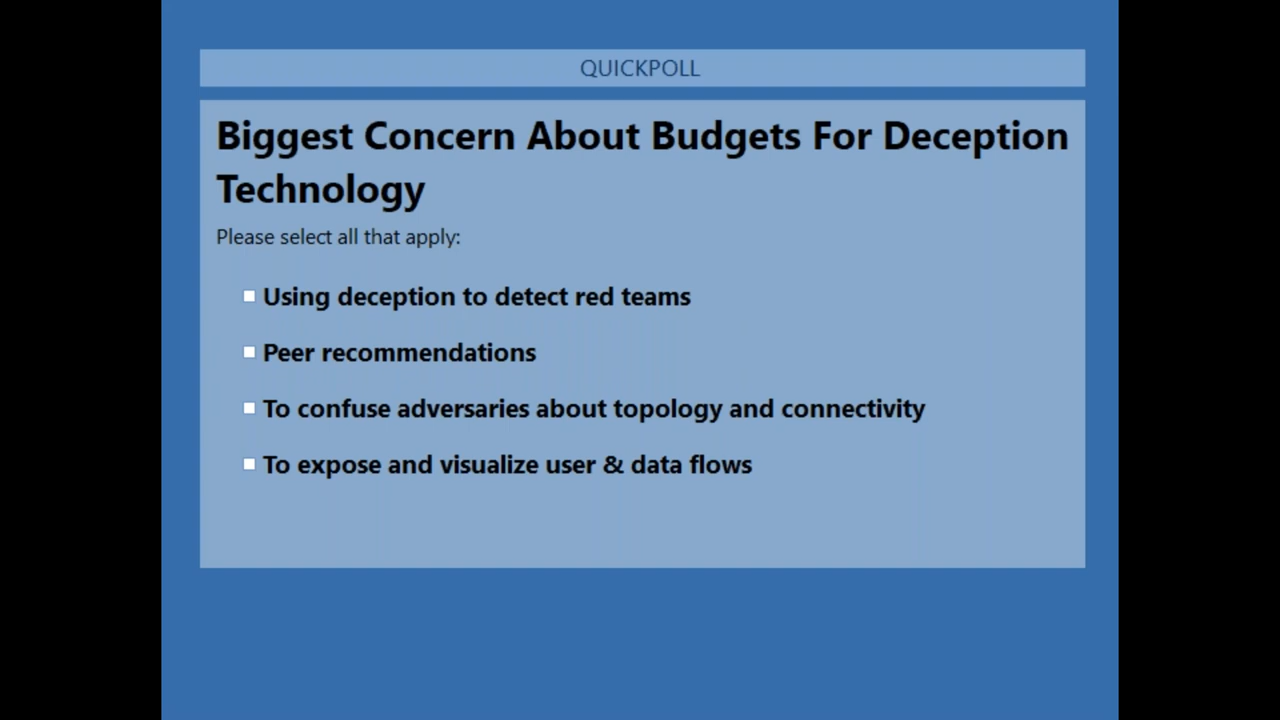 QUICKPOLL
Biggest Concern About Budgets For Deception
Technology
Please select all that apply:
Using deception to detect red teams
Peer recommendations
To confuse adversaries about topology and connectivity
To expose and visualize user & data flows